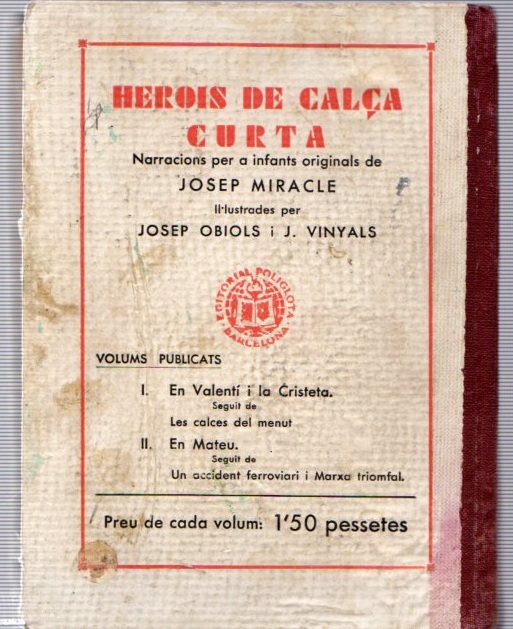 HEROIS DE CALÇA
CURTA
Narracions per a infants originals de
JOSEP MIRACLE
Il·lustrades per
JOSEP OBIOLS i J. VINYALS
EDITORIAL POLIGLOTA
BARCELONA
VOLUMS PUBLICATS
I. En Valentí i la Cristeta.
Seguit de
Les calces del menut
II. En Mateu.
Seguit de
Un accident ferroviari i Marxa triomfal.
Preu de cada volum: 1'50 pessetes